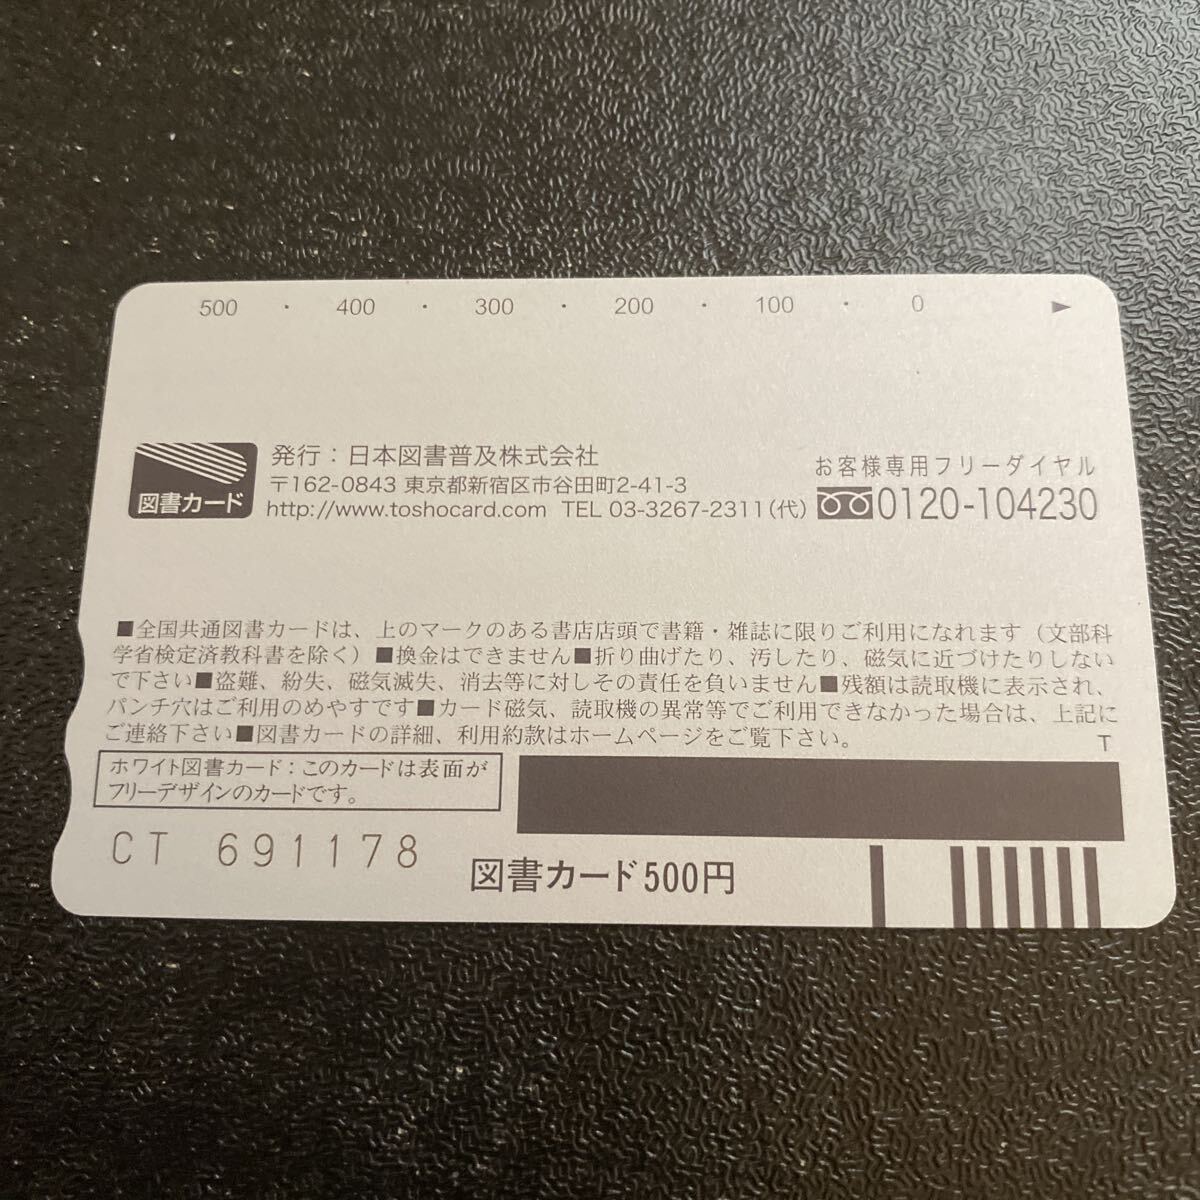 500 ・ 400 ・ 300 ・ 200 ・ 100 ・ 0 ▶
図書カード
発行：日本図書普及株式会社
〒162-0843 東京都新宿区市谷田町2-41-3
http://www.toshocard.com TEL 03-3267-2311(代)
お客様専用フリーダイヤル
0120-104230
■全国共通図書カードは、上のマークのある書店店頭で書籍・雑誌に限りご利用になれます（文部科
学省検定済教科書を除く）■換金はできません■折り曲げたり、汚したり、磁気に近づけたりしない
で下さい■盗難、紛失、磁気滅失、消去等に対しその責任を負いません■残額は読取機に表示され、
パンチ穴はご利用のめやすです■カード磁気、読取機の異常等でご利用できなかった場合は、上記に
ご連絡下さい■図書カードの詳細、利用約款はホームページをご覧下さい。
T
ホワイト図書カード：このカードは表面が
フリーデザインのカードです。
CT 691178
図書カード500円